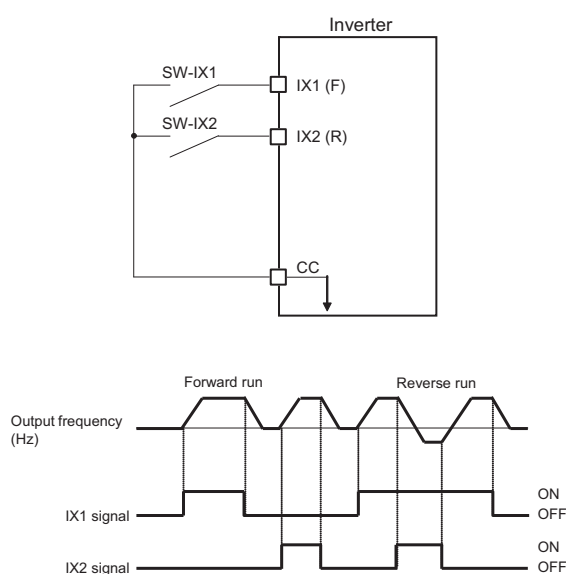 Inverter
SW-IX1
IX1 (F)
SW-IX2
IX2 (R)
CC
Forward run
Reverse run
Output frequency
(Hz)
ON
IX1 signal
OFF
ON
IX2 signal
OFF